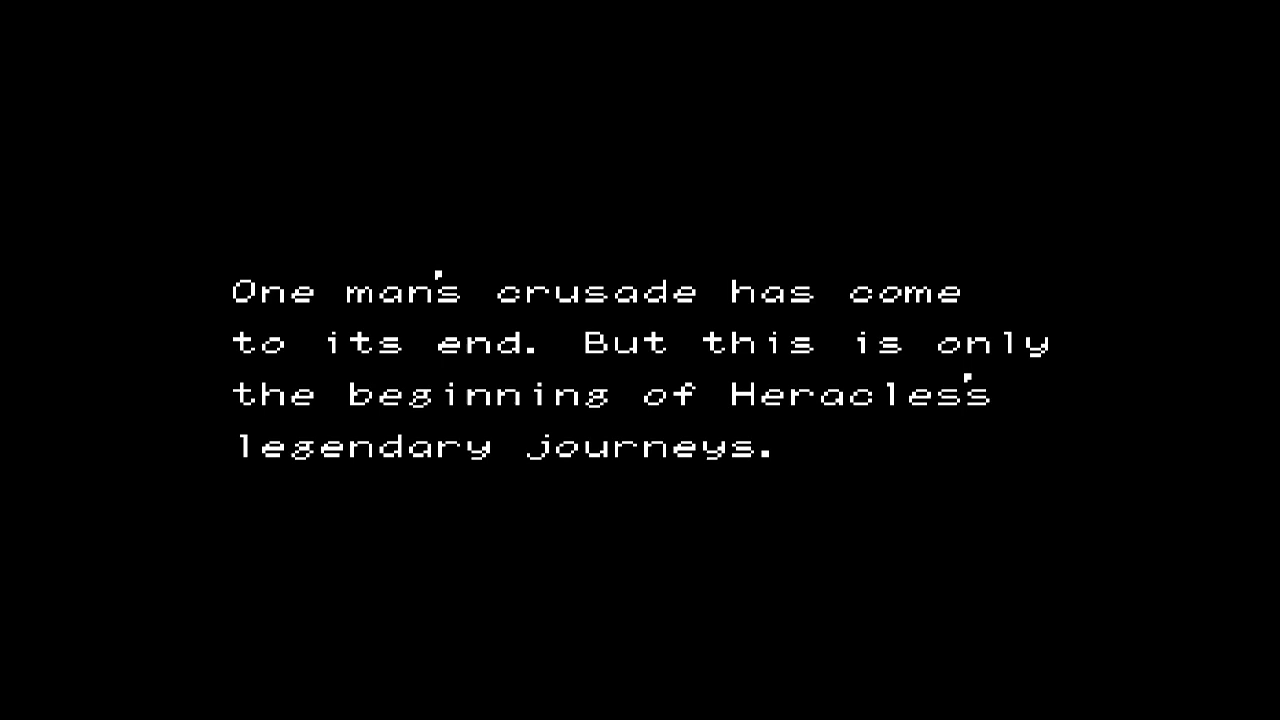 One man's crusade has come
to its end. But this is only
the beginning of Heracles's
legendary journeys.